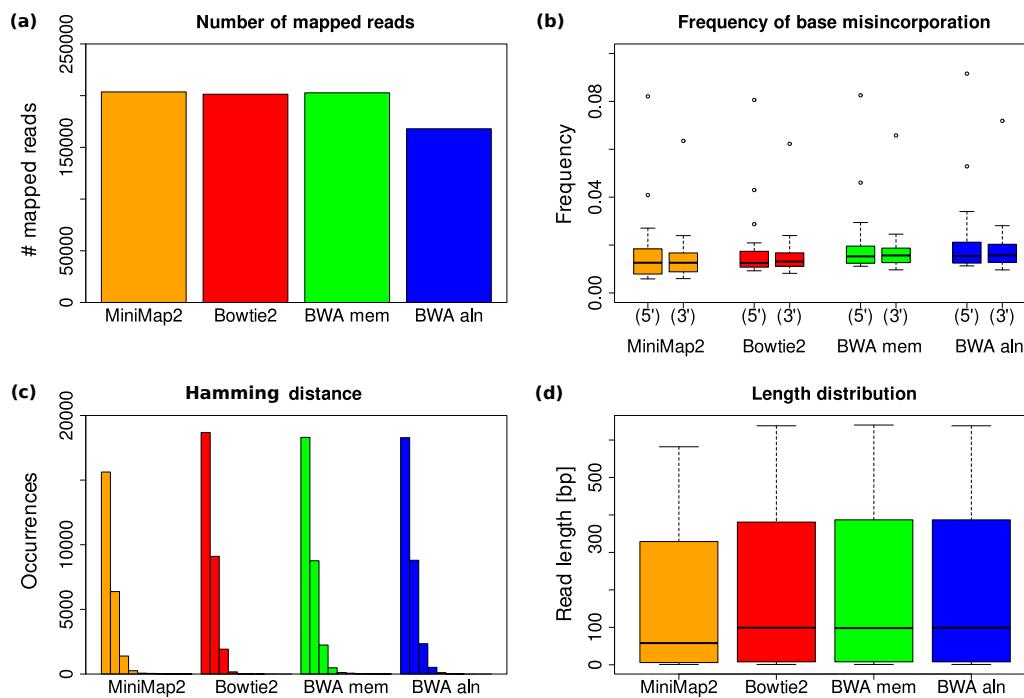 (a) Number of mapped reads
# mapped reads
250000
150000
50000
0
MiniMap2 Bowtie2 BWA mem BWA aln
(b) Frequency of base misincorporation
Frequency
0.08
0.04
0.00
(5') (3') (5') (3') (5') (3') (5') (3')
MiniMap2 Bowtie2 BWA mem BWA aln
(c) Hamming distance
Occurrences
20000
10000
5000
0
MiniMap2 Bowtie2 BWA mem BWA aln
(d) Length distribution
Read length [bp]
500
300
100
0
MiniMap2 Bowtie2 BWA mem BWA aln